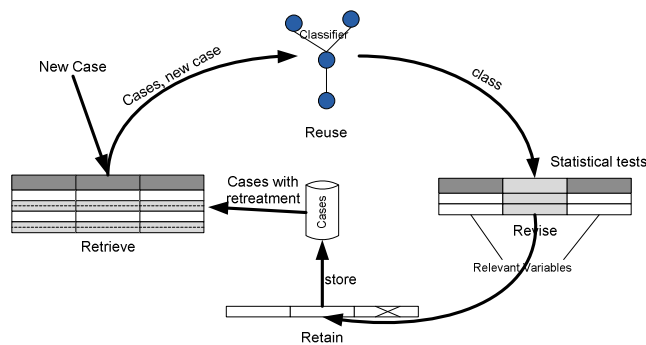 Classifier
New Case
Cases, new case
class
Reuse
Statistical tests
Cases with
retreatment
Cases
Retrieve
Revise
Relevant Variables
store
Retain